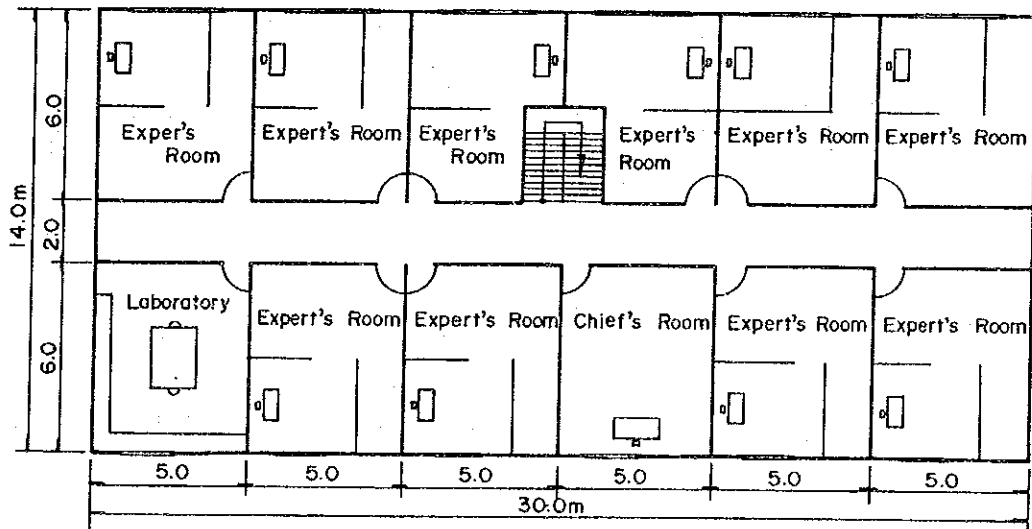 6.0
Exper's
Room
Expert's Room
Expert's
Room
Expert's
Room
Expert's Room
Expert's Room
14.0m
2.0
Laboratory
Expert's Room
Expert's Room
Chief's Room
Expert's Room
Expert's Room
6.0
5.0
5.0
5.0
5.0
5.0
5.0
30.0m